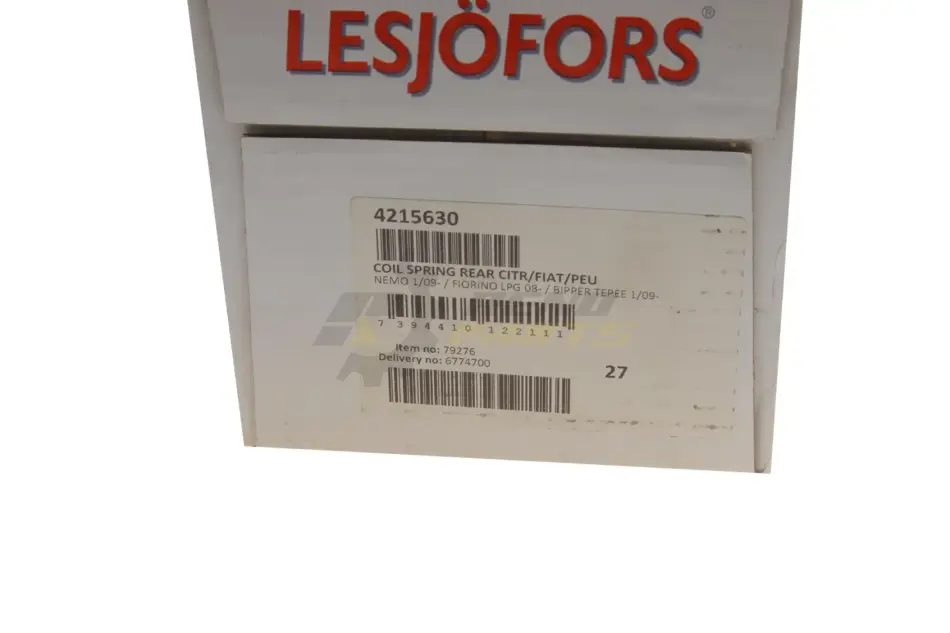 LESJÖFORS®
4215630
COIL SPRING REAR CITR/FIAT/PEU
NEMO 1/09- / FIORINO LPG 08- / BIPPER TEPEE 1/09-
7 394410 122111
Item no: 79276
Delivery no: 6774700
27
PARTS